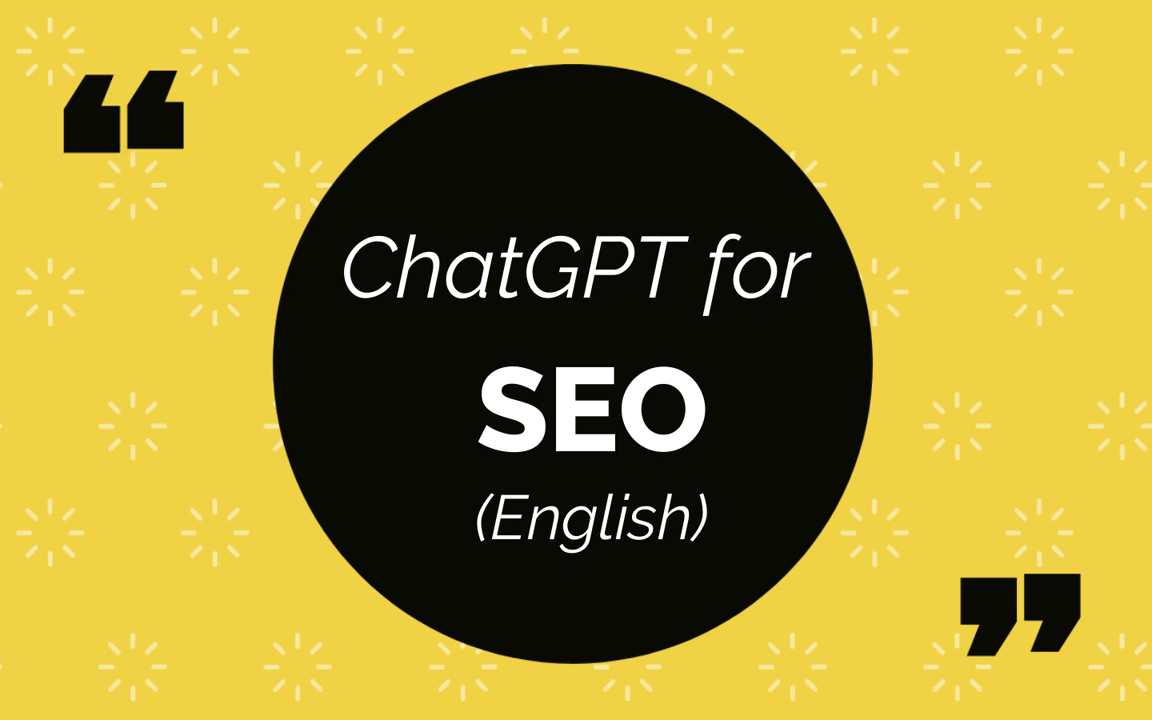 “
ChatGPT for
SEO
(English)
”